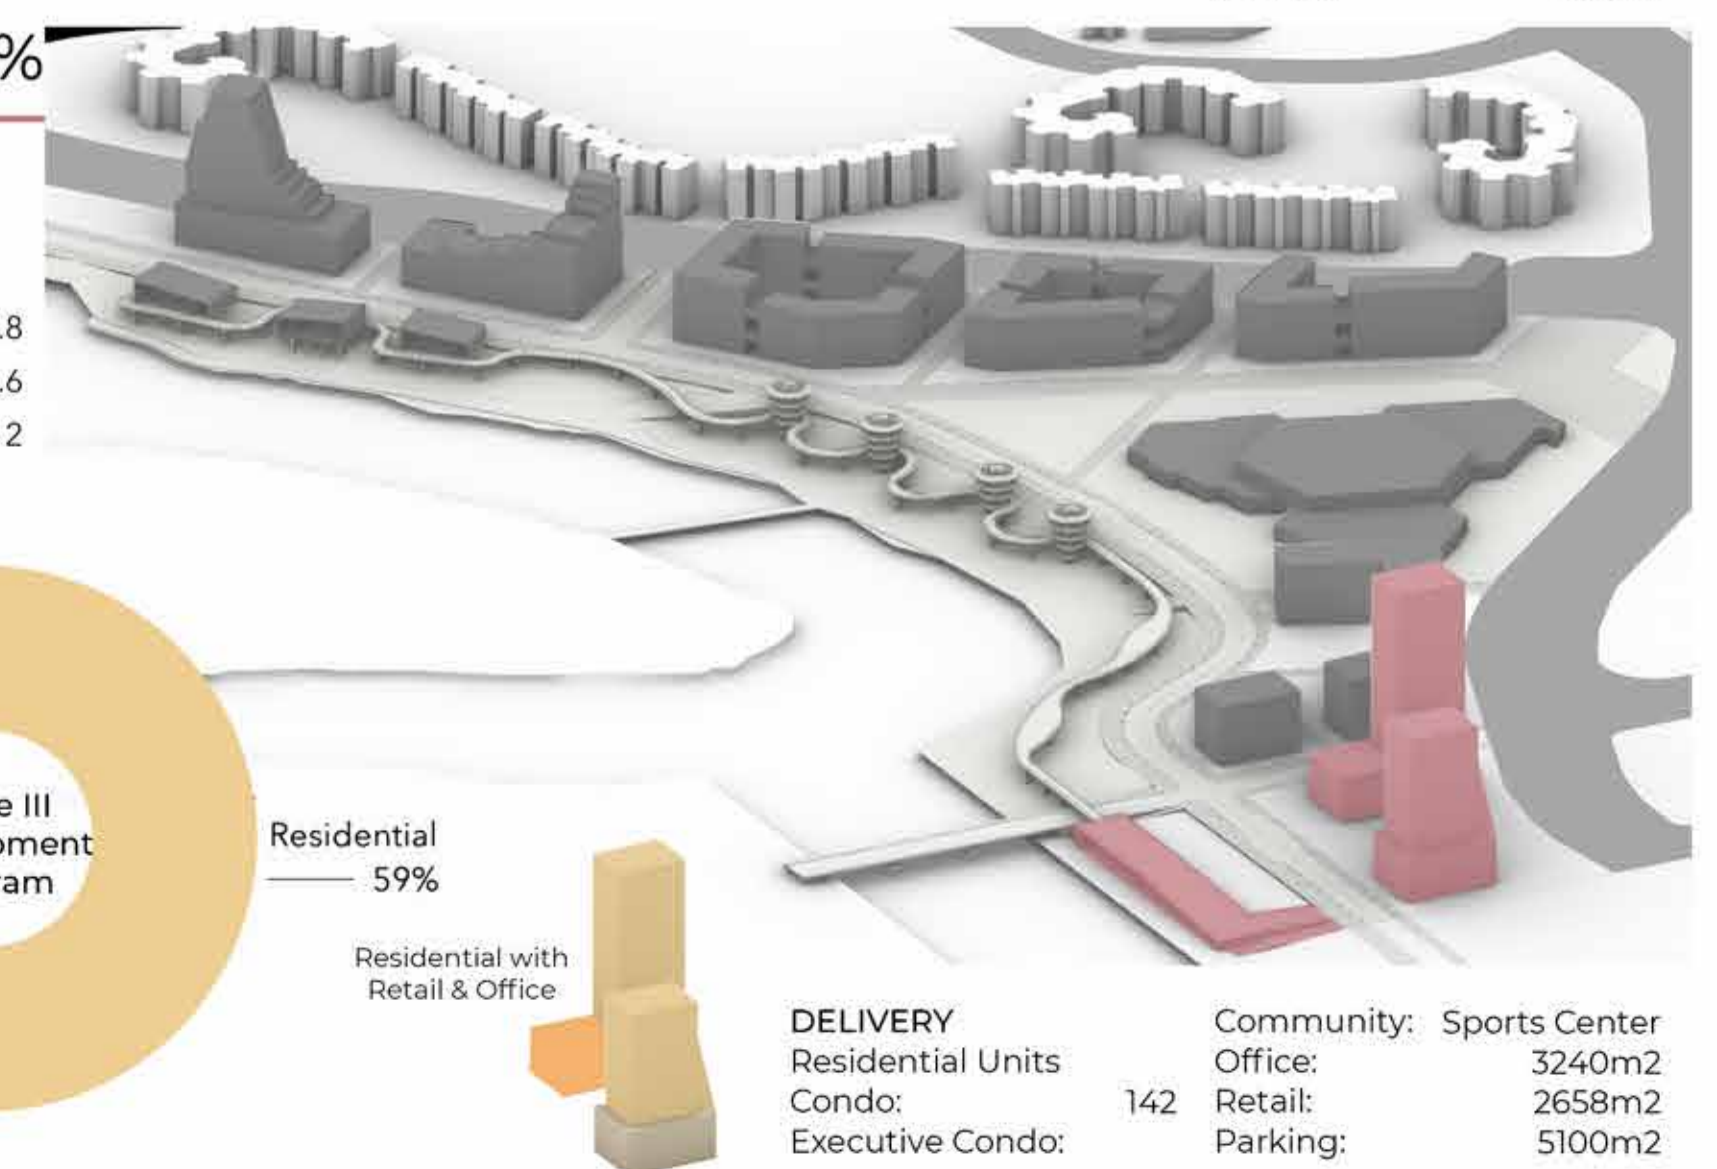 %
.8
.6
2
e III
oment
ram
Residential
59%
Residential with
Retail & Office
DELIVERY
Residential Units
Condo: 142
Executive Condo:
Community: Sports Center
Office: 3240m2
Retail: 2658m2
Parking: 5100m2